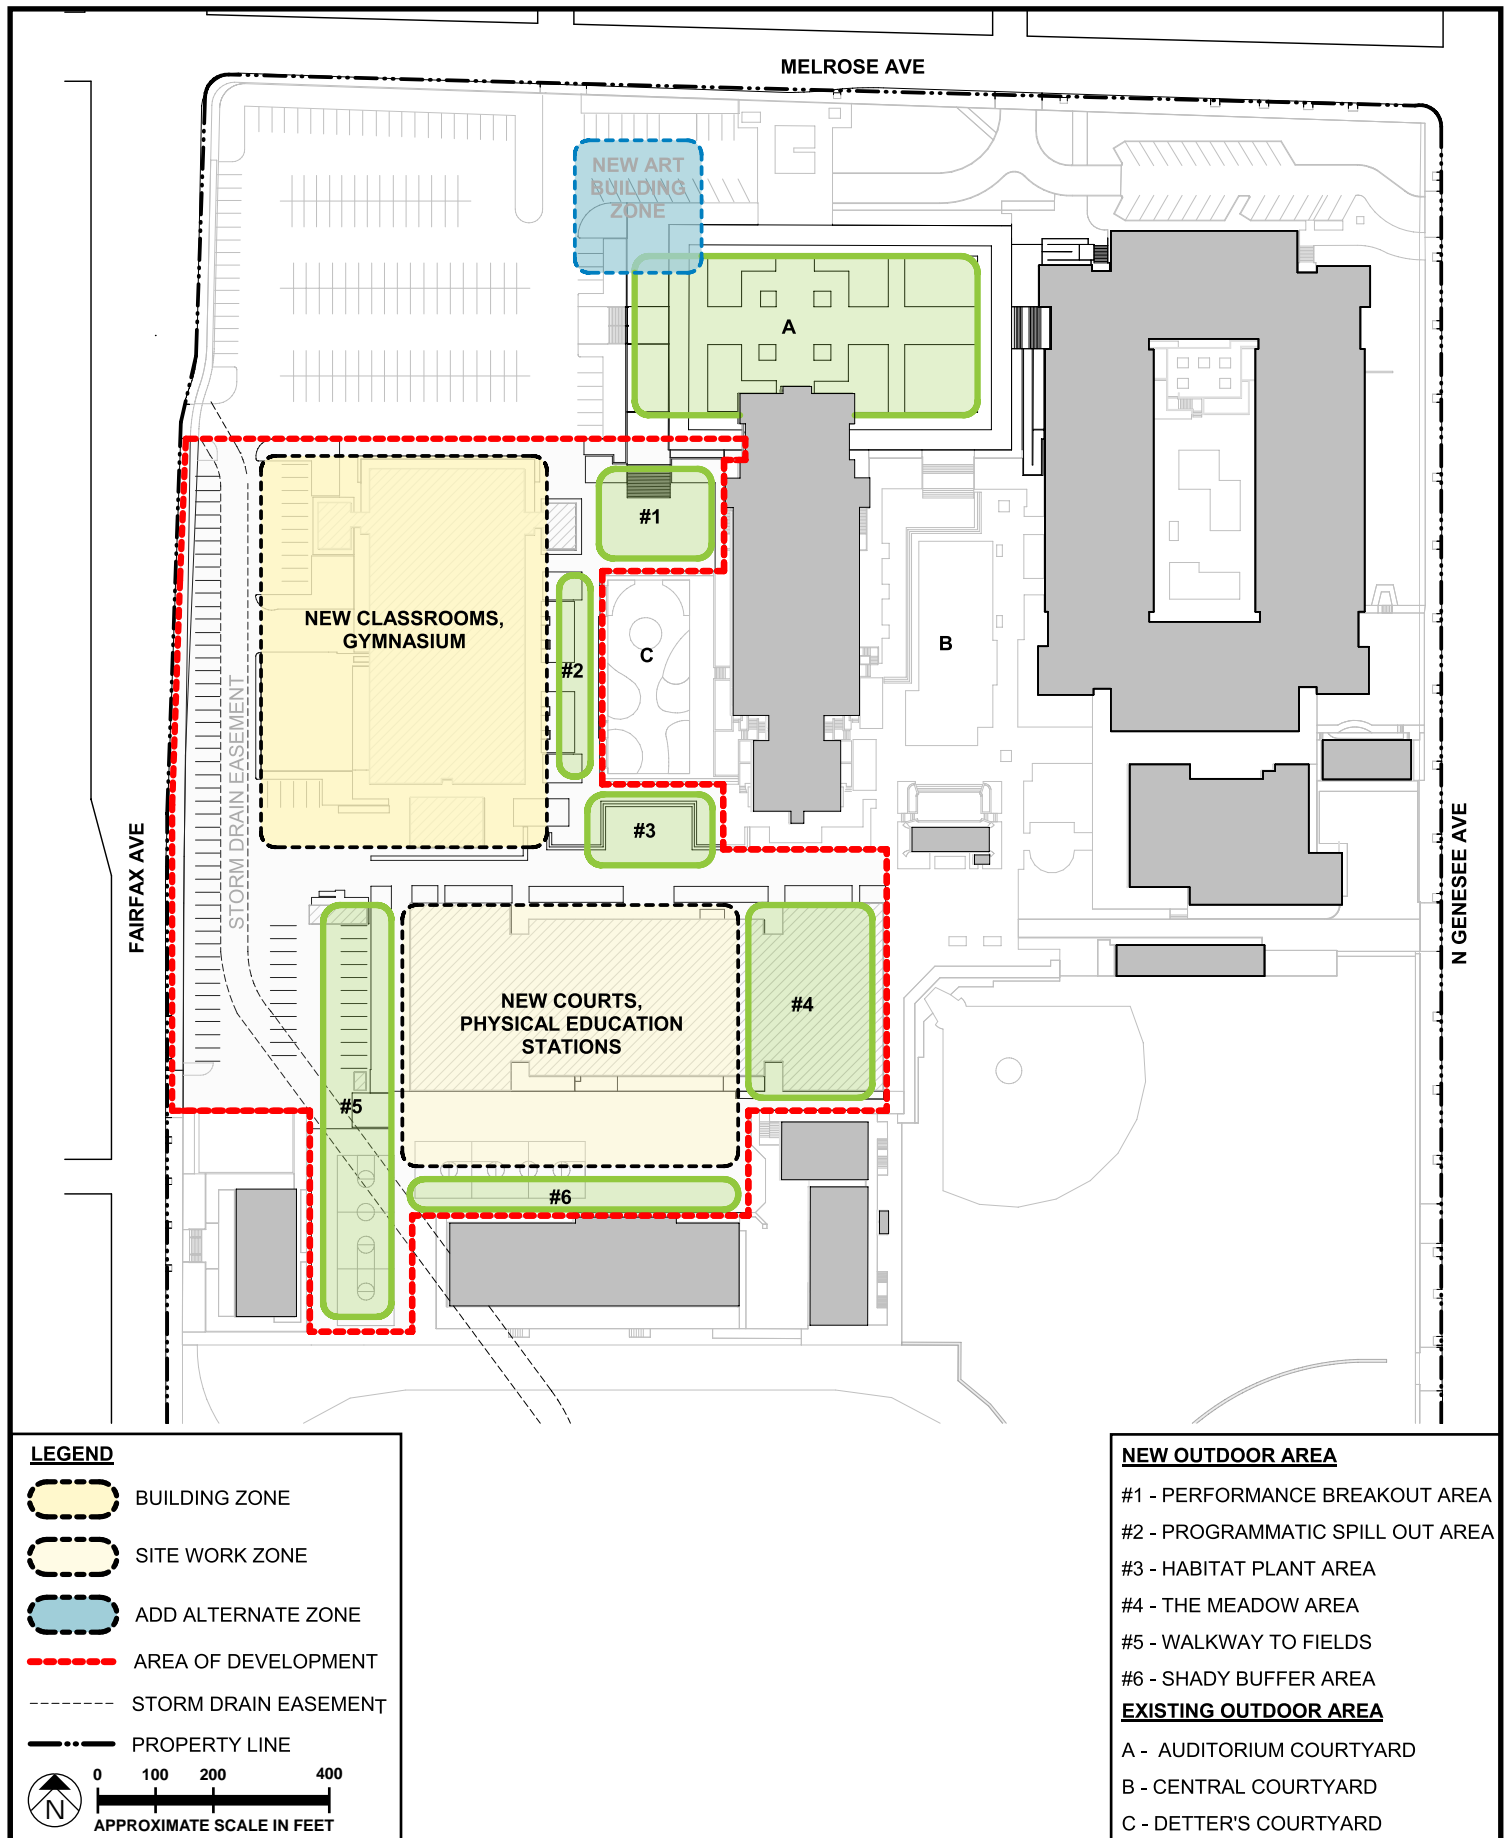 MELROSE AVE
NEW ART
BUILDING
ZONE
A
#1
NEW CLASSROOMS,
GYMNASIUM
#2
C
B
STORM DRAIN EASEMENT
#3
FAIRFAX AVE
N GENESEE AVE
NEW COURTS,
PHYSICAL EDUCATION
STATIONS
#4
#5
#6
LEGEND
BUILDING ZONE
SITE WORK ZONE
ADD ALTERNATE ZONE
AREA OF DEVELOPMENT
STORM DRAIN EASEMENT
PROPERTY LINE
N
0 100 200 400
APPROXIMATE SCALE IN FEET
NEW OUTDOOR AREA
#1 - PERFORMANCE BREAKOUT AREA
#2 - PROGRAMMATIC SPILL OUT AREA
#3 - HABITAT PLANT AREA
#4 - THE MEADOW AREA
#5 - WALKWAY TO FIELDS
#6 - SHADY BUFFER AREA
EXISTING OUTDOOR AREA
A - AUDITORIUM COURTYARD
B - CENTRAL COURTYARD
C - DETTER'S COURTYARD